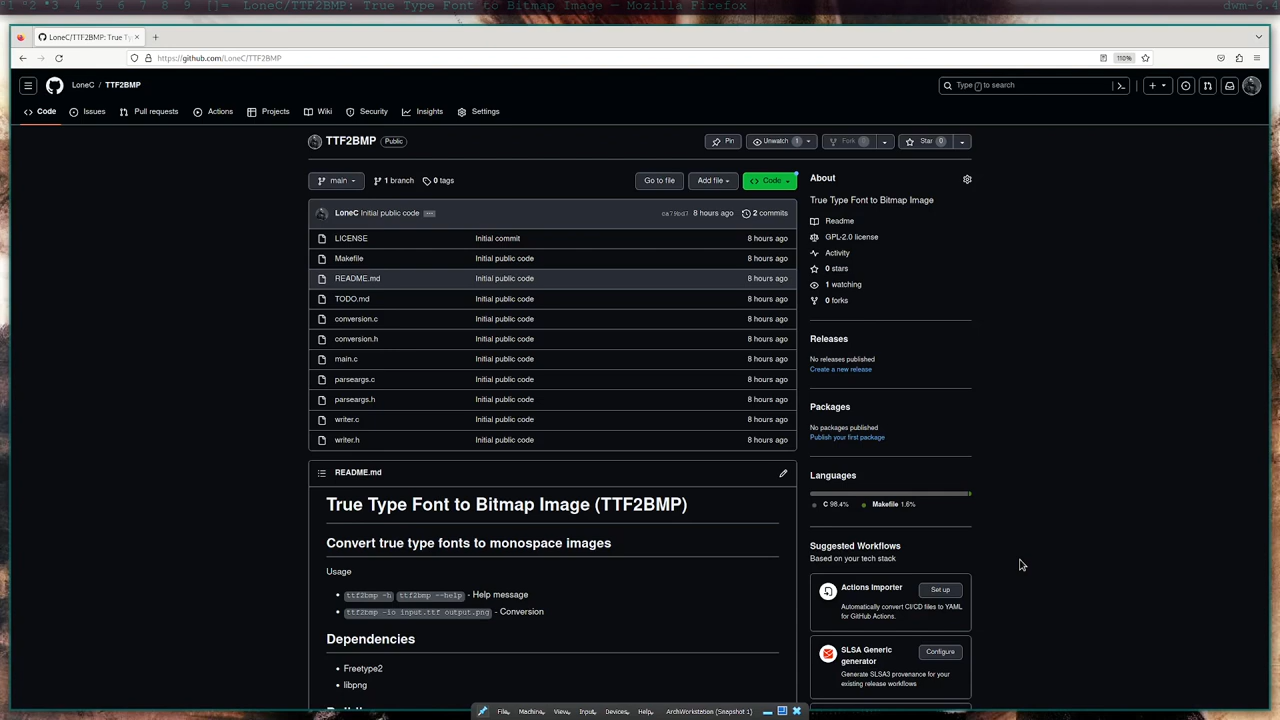 °1 °2 *3 4 5 6 7 8 9 []= LoneC/TTF2BMP: True Type Font to Bitmap Image — Mozilla Firefox dwm-6.4
LoneC/TTF2BMP: True Ty
https://github.com/LoneC/TTF2BMP 110%
LoneC / TTF2BMP Type / to search
Code Issues Pull requests Actions Projects Wiki Security Insights Settings
TTF2BMP Public Pin Unwatch 1 Fork 0 Star 0
main 1 branch 0 tags Go to file Add file Code
LoneC Initial public code ca79bd7 8 hours ago 2 commits
LICENSE Initial commit 8 hours ago
Makefile Initial public code 8 hours ago
README.md Initial public code 8 hours ago
TODO.md Initial public code 8 hours ago
conversion.c Initial public code 8 hours ago
conversion.h Initial public code 8 hours ago
main.c Initial public code 8 hours ago
parseargs.c Initial public code 8 hours ago
parseargs.h Initial public code 8 hours ago
writer.c Initial public code 8 hours ago
writer.h Initial public code 8 hours ago
README.md
True Type Font to Bitmap Image (TTF2BMP)
Convert true type fonts to monospace images
Usage
• ttf2bmp -h ttf2bmp --help - Help message
• ttf2bmp -io input.ttf output.png - Conversion
Dependencies
• Freetype2
• libpng
About
True Type Font to Bitmap Image
Readme
GPL-2.0 license
Activity
0 stars
1 watching
0 forks
Releases
No releases published
Create a new release
Packages
No packages published
Publish your first package
Languages
C 98.4% Makefile 1.6%
Suggested Workflows
Based on your tech stack
Actions Importer Set up
Automatically convert CI/CD files to YAML
for GitHub Actions.
SLSA Generic
generator Configure
Generate SLSA3 provenance for your
existing release workflows
File Machine View Input Devices Help ArchWorkstation (Snapshot 1)